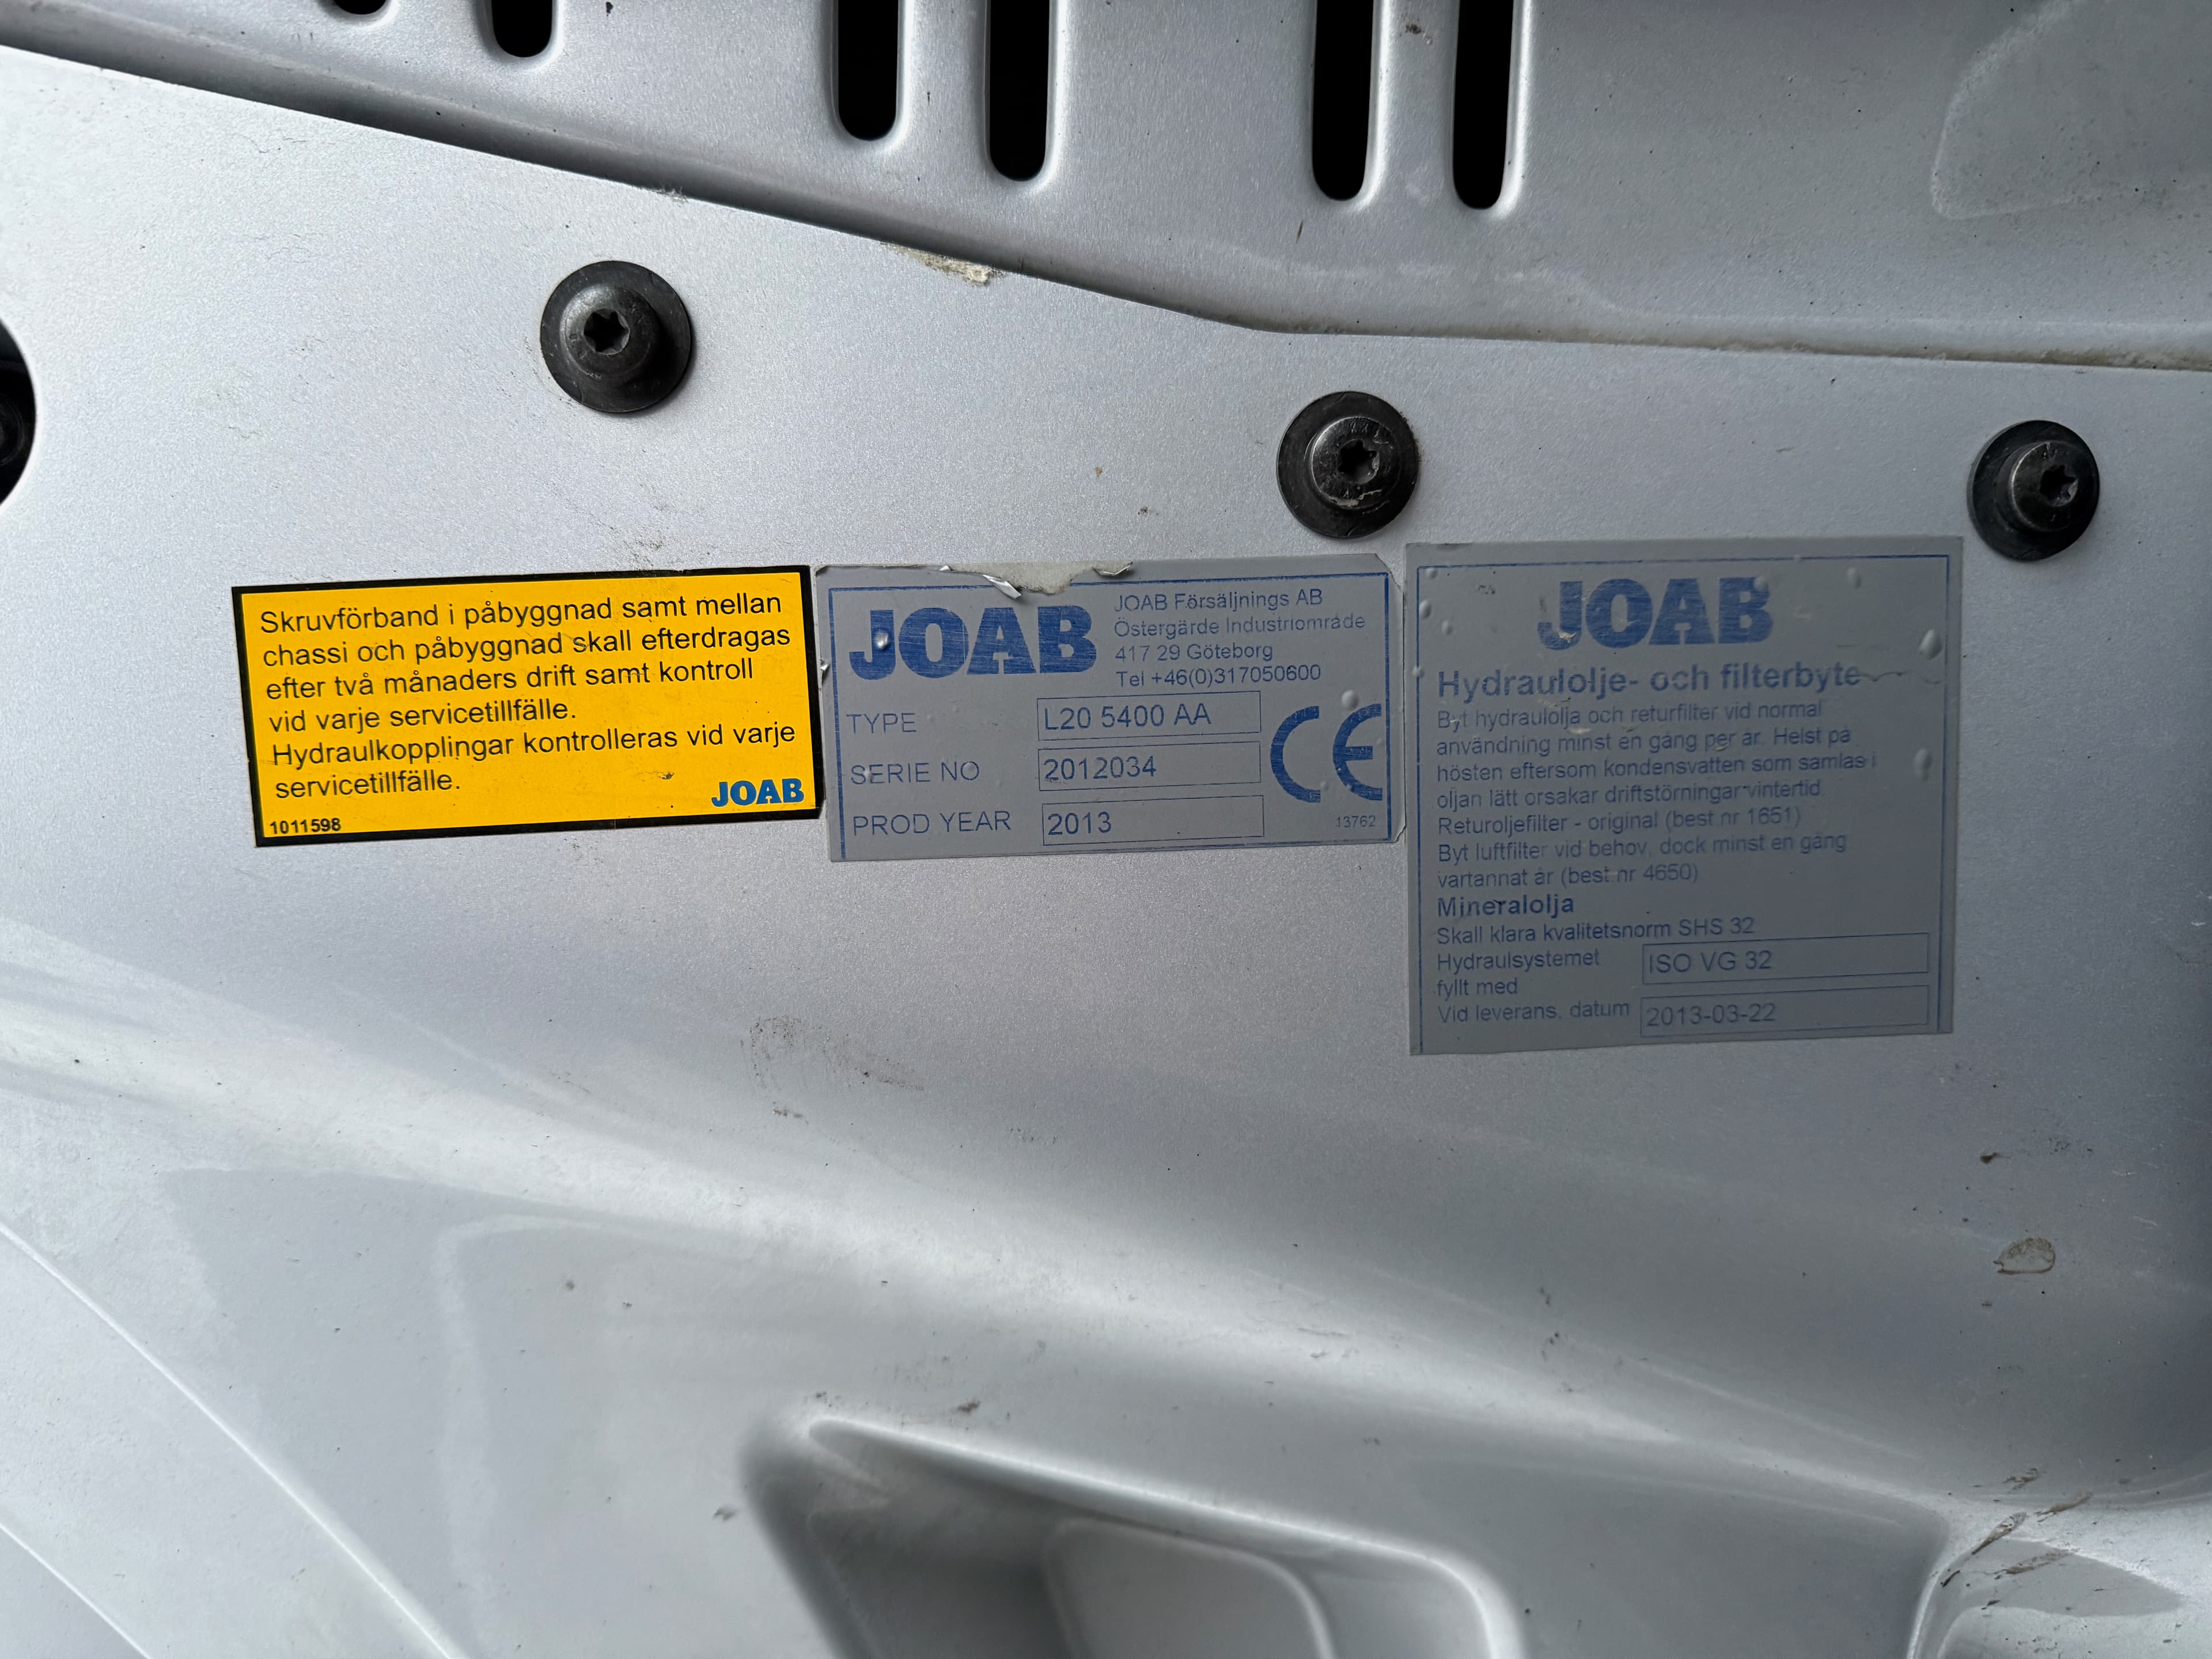 Skruvförband i påbyggnad samt mellan
chassi och påbyggnad skall efterdragas
efter två månaders drift samt kontroll
vid varje servicetillfälle.
Hydraulkopplingar kontrolleras vid varje
servicetillfälle.
JOAB
1011598
JOAB
JOAB Försäljnings AB
Östergärde Industriområde
417 29 Göteborg
Tel +46(0)317050600
TYPE L20 5400 AA
SERIE NO 2012034
PROD YEAR 2013
CE
13762
JOAB
Hydraulolje- och filterbyte
Byt hydraulolja och returfilter vid normal
användning minst en gång per år. Helst på
hösten eftersom kondensvatten som samlas i
oljan lätt orsakar driftstörningar vintertid.
Returoljefilter - original (best nr 1651)
Byt luftfilter vid behov, dock minst en gång
vartannat år (best nr 4650)
Mineralolja
Skall klara kvalitetsnorm SHS 32
Hydraulsystemet ISO VG 32
fyllt med
Vid leverans, datum 2013-03-22